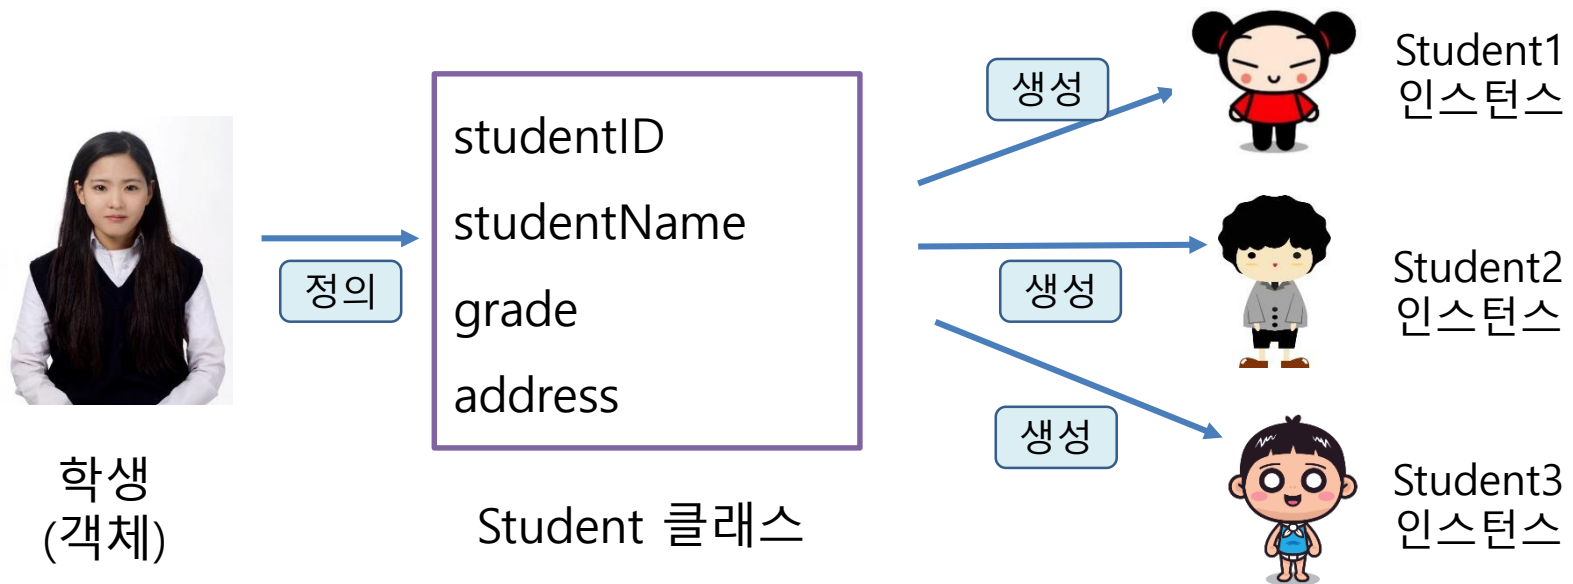 학생
(객체)
정의
studentID
studentName
grade
address
Student 클래스
생성
Student1
인스턴스
생성
Student2
인스턴스
생성
Student3
인스턴스